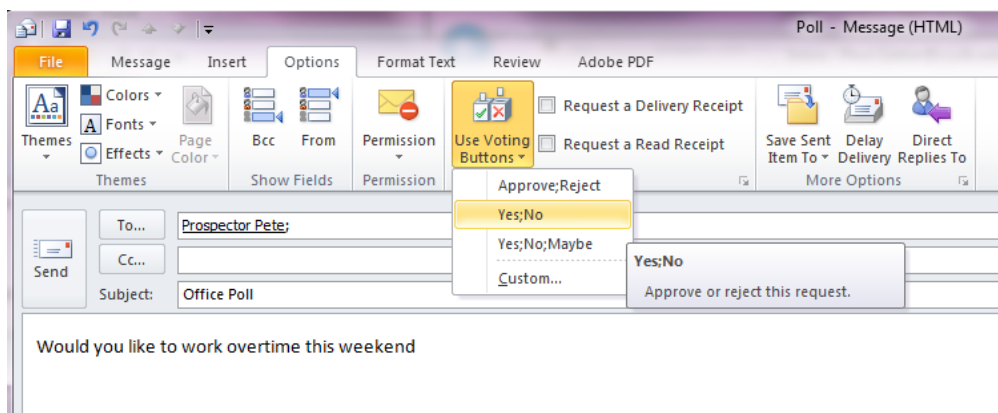 Poll - Message (HTML)
File Message Insert Options Format Text Review Adobe PDF
Aa Themes
Colors
A Fonts
Effects
Page Color
Bcc
From
Permission
Use Voting Buttons
Request a Delivery Receipt
Request a Read Receipt
Save Sent Item To
Delay Delivery
Direct Replies To
Themes Show Fields Permission More Options
Approve;Reject
Yes;No
Yes;No;Maybe
Custom...
Yes;No
Approve or reject this request.
Send
To... Prospector Pete;
Cc...
Subject: Office Poll
Would you like to work overtime this weekend